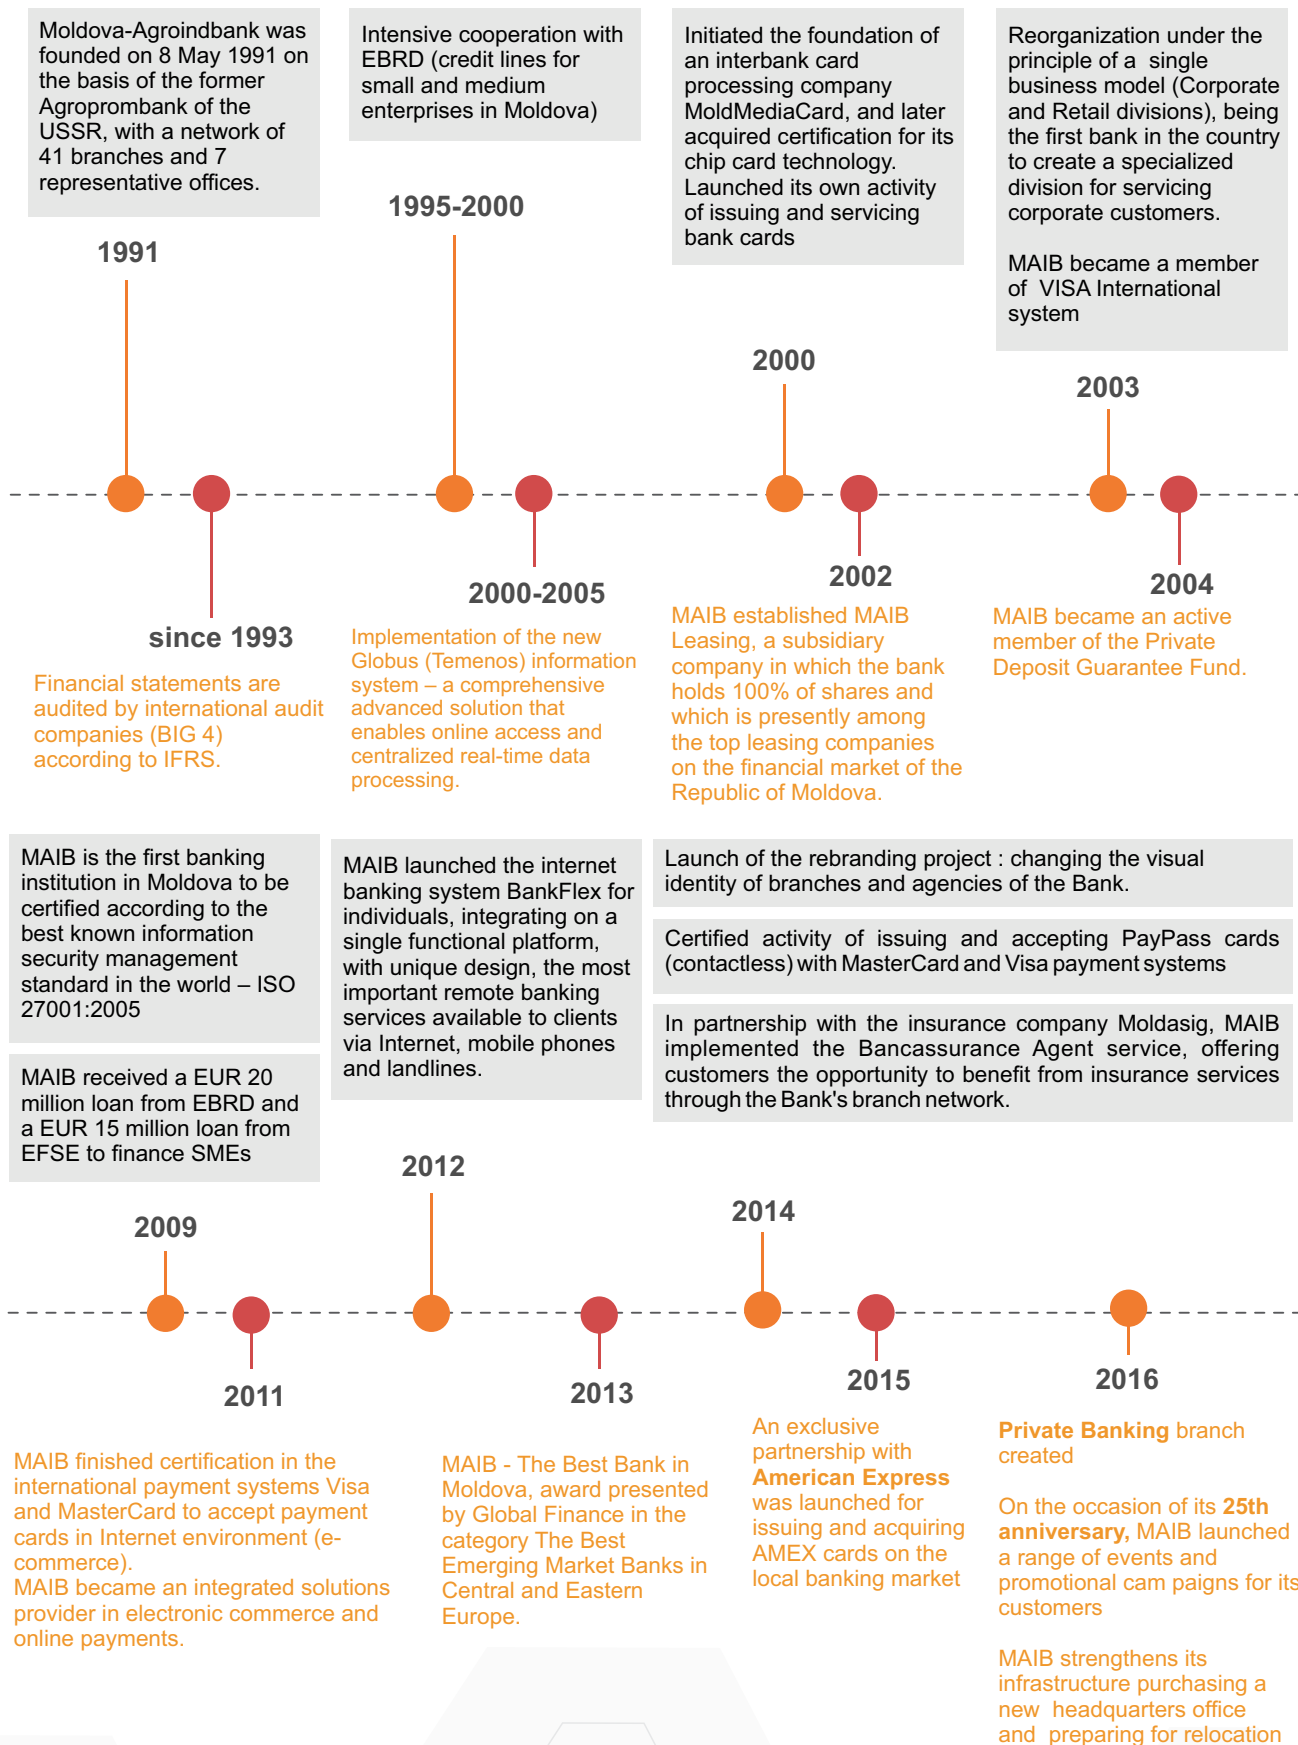 Moldova-Agroindbank was
founded on 8 May 1991 on
the basis of the former
Agroprombank of the
USSR, with a network of
41 branches and 7
representative offices.
1991
Intensive cooperation with
EBRD (credit lines for
small and medium
enterprises in Moldova)
1995-2000
Initiated the foundation of
an interbank card
processing company
MoldMediaCard, and later
acquired certification for its
chip card technology.
Launched its own activity
of issuing and servicing
bank cards
2000
Reorganization under the
principle of a single
business model (Corporate
and Retail divisions), being
the first bank in the country
to create a specialized
division for servicing
corporate customers.
MAIB became a member
of VISA International
system
2003
since 1993
Financial statements are
audited by international audit
companies (BIG 4)
according to IFRS.
2000-2005
Implementation of the new
Globus (Temenos) information
system – a comprehensive
advanced solution that
enables online access and
centralized real-time data
processing.
2002
MAIB established MAIB
Leasing, a subsidiary
company in which the bank
holds 100% of shares and
which is presently among
the top leasing companies
on the financial market of the
Republic of Moldova.
2004
MAIB became an active
member of the Private
Deposit Guarantee Fund.
MAIB is the first banking
institution in Moldova to be
certified according to the
best known information
security management
standard in the world – ISO
27001:2005
MAIB received a EUR 20
million loan from EBRD and
a EUR 15 million loan from
EFSE to finance SMEs
2009
MAIB launched the internet
banking system BankFlex for
individuals, integrating on a
single functional platform,
with unique design, the most
important remote banking
services available to clients
via Internet, mobile phones
and landlines.
2012
Launch of the rebranding project : changing the visual
identity of branches and agencies of the Bank.
Certified activity of issuing and accepting PayPass cards
(contactless) with MasterCard and Visa payment systems
In partnership with the insurance company Moldasig, MAIB
implemented the Bancassurance Agent service, offering
customers the opportunity to benefit from insurance services
through the Bank's branch network.
2014
2011
MAIB finished certification in the
international payment systems Visa
and MasterCard to accept payment
cards in Internet environment (e-
commerce).
MAIB became an integrated solutions
provider in electronic commerce and
online payments.
2013
MAIB - The Best Bank in
Moldova, award presented
by Global Finance in the
category The Best
Emerging Market Banks in
Central and Eastern
Europe.
2015
An exclusive
partnership with
American Express
was launched for
issuing and acquiring
AMEX cards on the
local banking market
2016
Private Banking branch
created
On the occasion of its 25th
anniversary, MAIB launched
a range of events and
promotional cam paigns for its
customers
MAIB strengthens its
infrastructure purchasing a
new headquarters office
and preparing for relocation